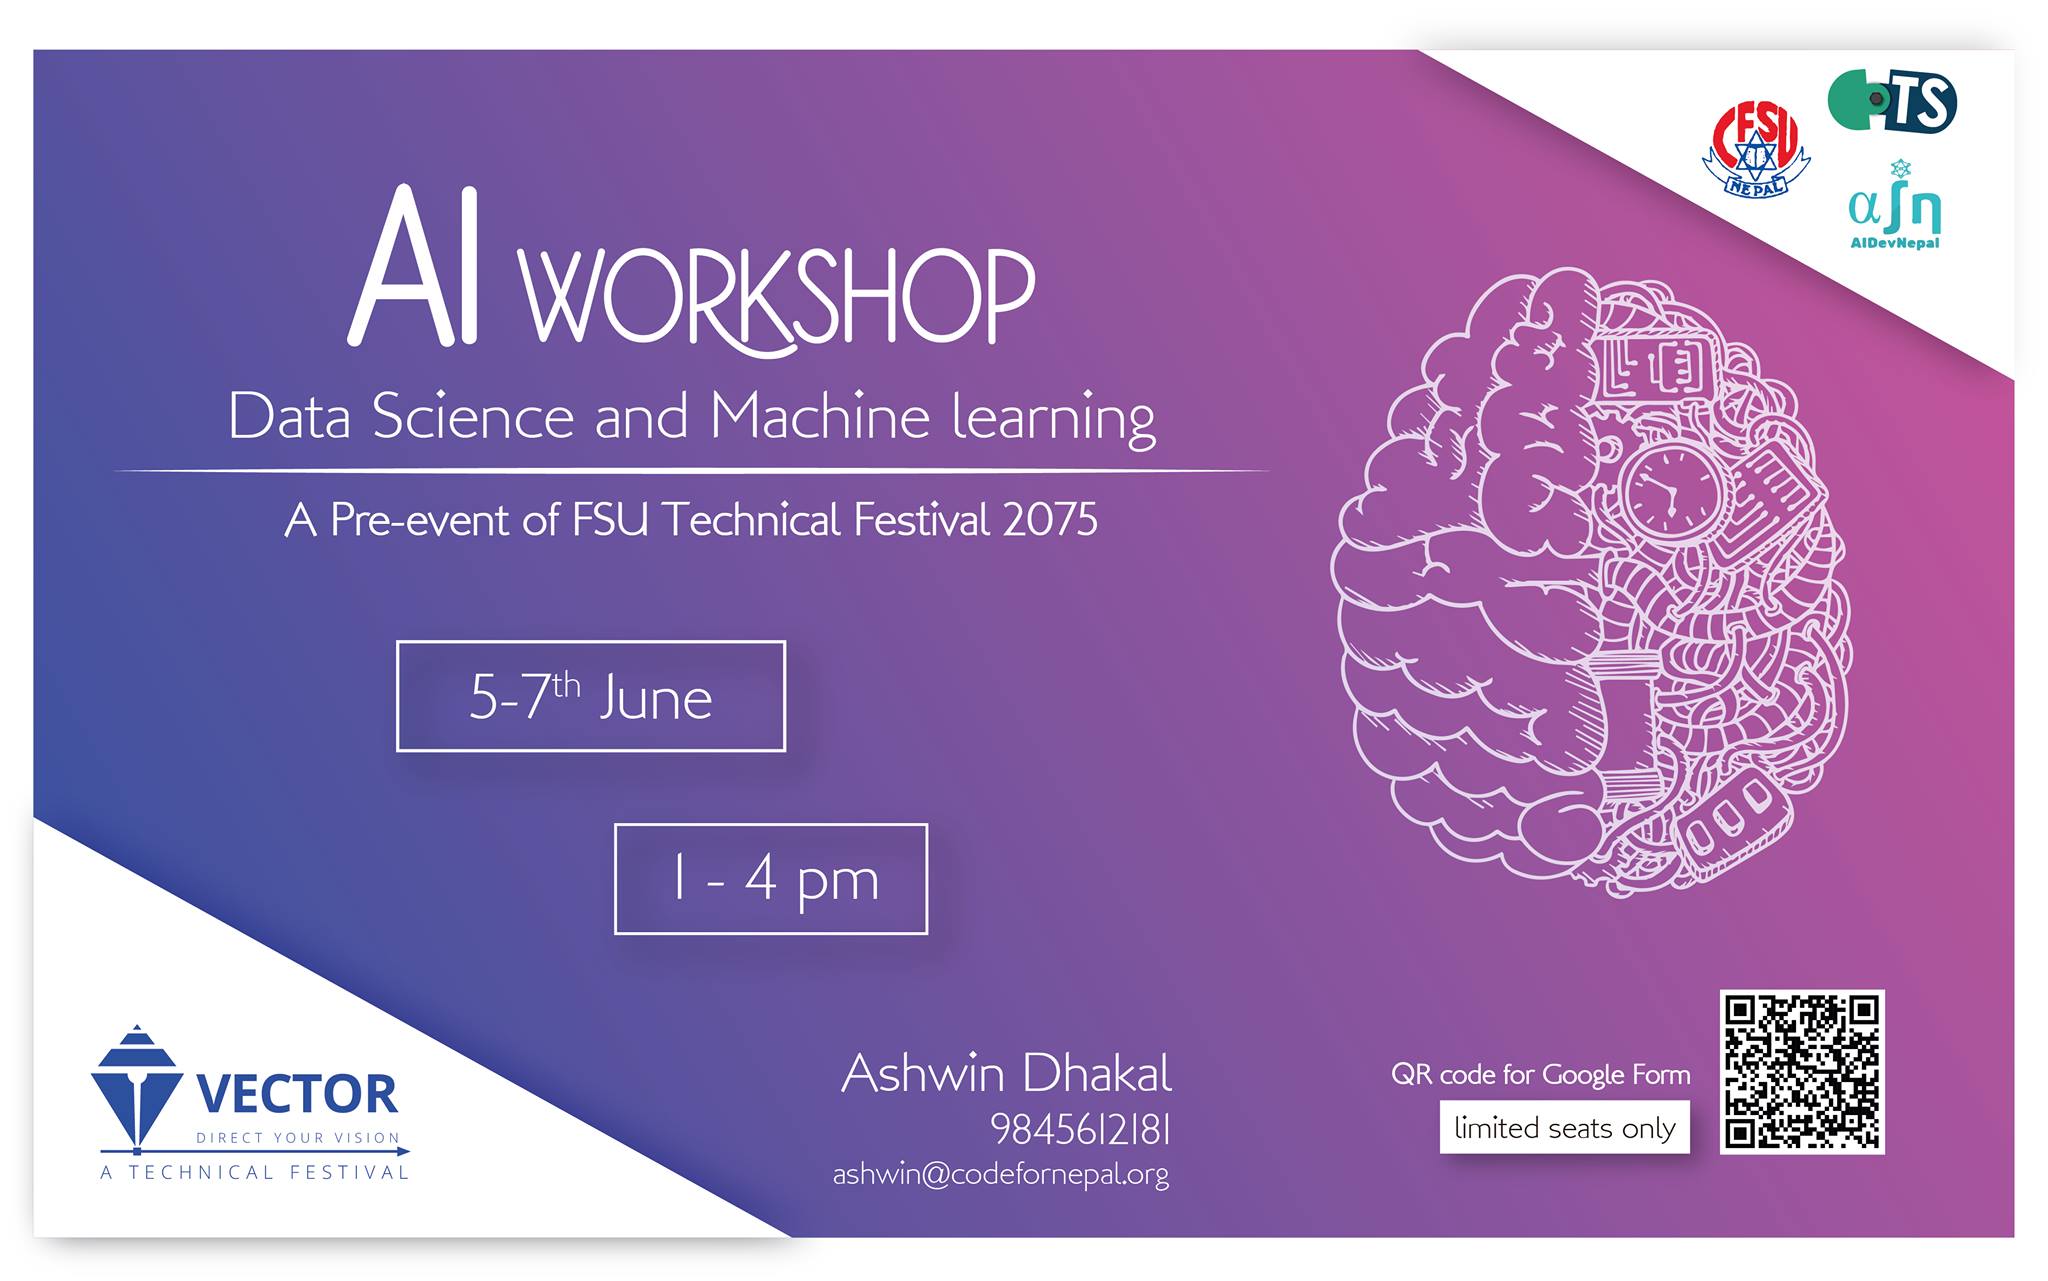 FSU
NEPAL
TS
αIn
AIDevNepal
AI WORKSHOP
Data Science and Machine learning
A Pre-event of FSU Technical Festival 2075
5-7th June
1 - 4 pm
VECTOR
DIRECT YOUR VISION
A TECHNICAL FESTIVAL
Ashwin Dhakal
9845612181
ashwin@codefornepal.org
QR code for Google Form
limited seats only